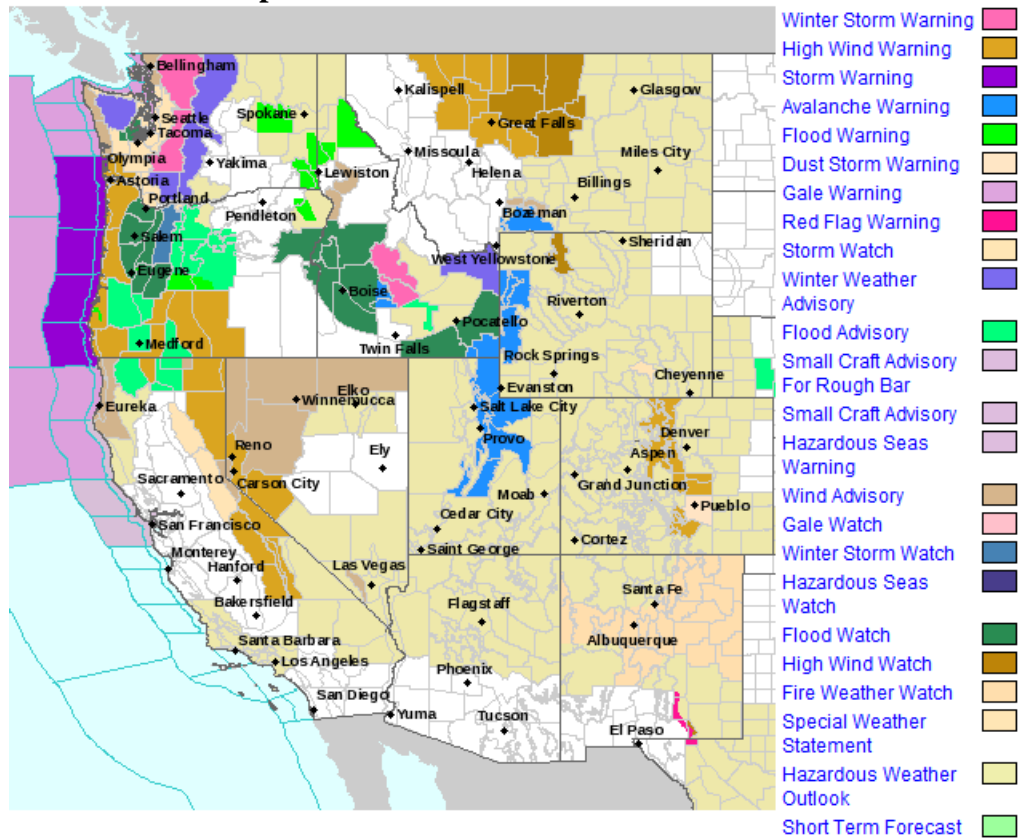 Bellingham
Seattle
Tacoma
Olympia
Spokane
Yakima
Astoria
Portland
Salem
Eugene
Pendleton
Lewiston
Medford
Kalispell
Great Falls
Glasgow
Missoula
Helena
Miles City
Billings
Bozeman
West Yellowstone
Sheridan
Boise
Pocatello
Twin Falls
Riverton
Rock Springs
Evanston
Cheyenne
Eureka
Elko
Winnemucca
Reno
Carson City
Ely
Salt Lake City
Provo
Moab
Cedar City
Saint George
Denver
Aspen
Grand Junction
Pueblo
Cortez
Sacramento
San Francisco
Monterey
Hanford
Bakersfield
Las Vegas
Santa Barbara
Los Angeles
San Diego
Flagstaff
Phoenix
Yuma
Tucson
Santa Fe
Albuquerque
El Paso
Winter Storm Warning
High Wind Warning
Storm Warning
Avalanche Warning
Flood Warning
Dust Storm Warning
Gale Warning
Red Flag Warning
Storm Watch
Winter Weather
Advisory
Flood Advisory
Small Craft Advisory
For Rough Bar
Small Craft Advisory
Hazardous Seas
Warning
Wind Advisory
Gale Watch
Winter Storm Watch
Hazardous Seas
Watch
Flood Watch
High Wind Watch
Fire Weather Watch
Special Weather
Statement
Hazardous Weather
Outlook
Short Term Forecast